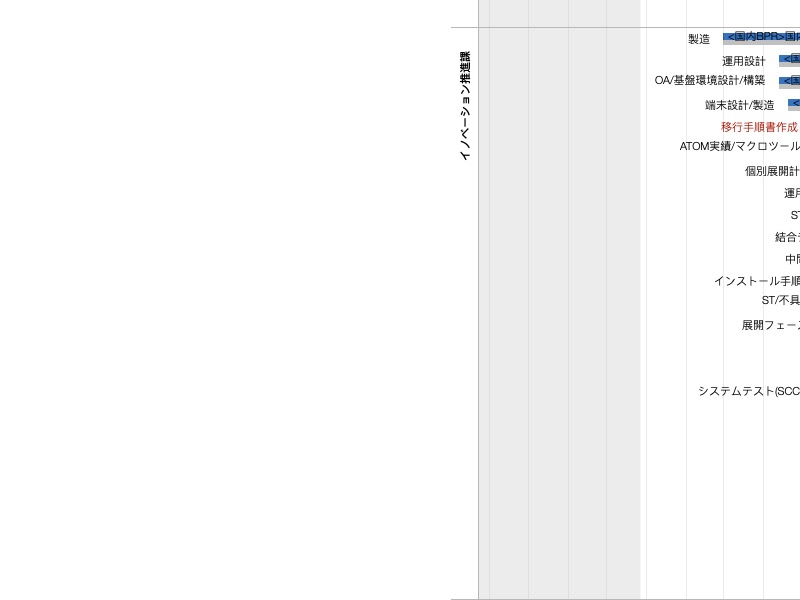 イノベーション推進課
製造
<国内BPR>国
運用設計
<国
OA/基盤環境設計/構築
<国
端末設計/製造
<
移行手順書作成
ATOM実績/マクロツール
個別展開計
運用
ST
結合
中間
インストール手順
ST/不具
展開フェーズ
システムテスト(SCC